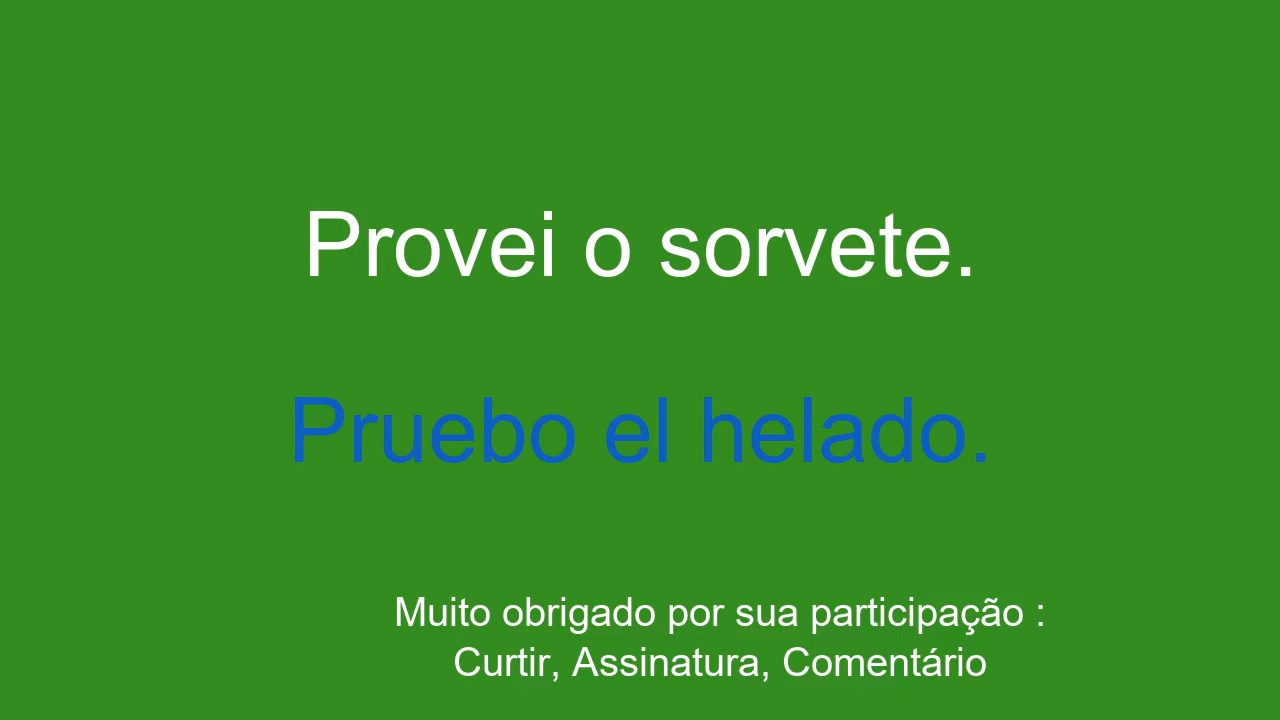 Provei o sorvete.
Pruebo el helado.
Muito obrigado por sua participação :
Curtir, Assinatura, Comentário